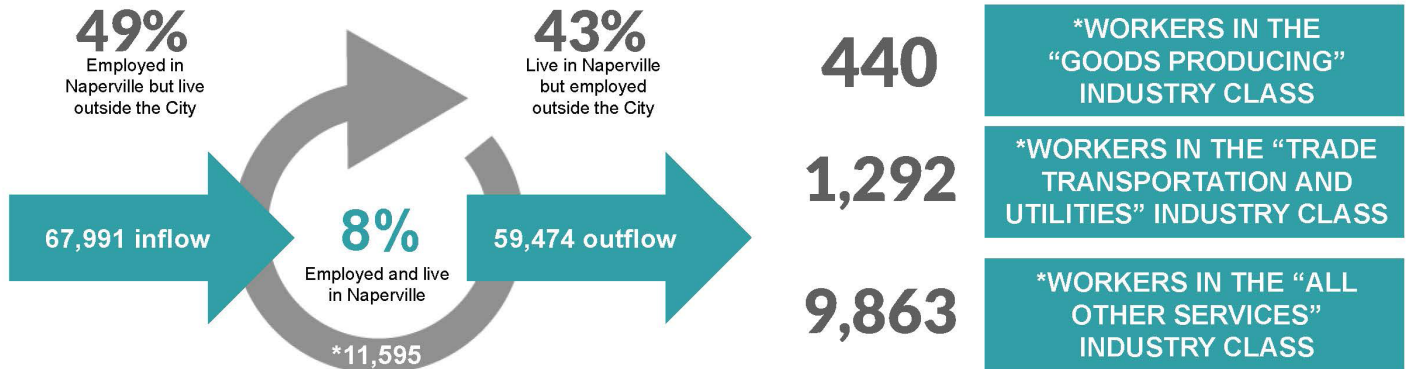 49%
Employed in
Naperville but live
outside the City
43%
Live in Naperville
but employed
outside the City
67,991 inflow
8%
Employed and live
in Naperville
59,474 outflow
*11,595
440
*WORKERS IN THE
“GOODS PRODUCING”
INDUSTRY CLASS
1,292
*WORKERS IN THE “TRADE
TRANSPORTATION AND
UTILITIES” INDUSTRY CLASS
9,863
*WORKERS IN THE “ALL
OTHER SERVICES”
INDUSTRY CLASS